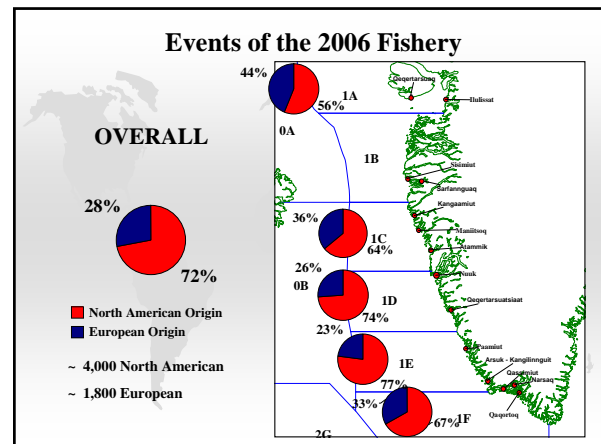 Events of the 2006 Fishery
OVERALL
28%
72%
North American Origin
European Origin
~ 4,000 North American
~ 1,800 European
44%
56%
1A
0A
1B
36%
1C
64%
26%
0B
1D
74%
23%
1E
77%
33%
1F
67%
2G
Qeqertarsuaq
Ilulissat
Sisimiut
Sarfannguaq
Kangaamiut
Maniitsoq
Atammik
Nuuk
Qeqertarsuatsiaat
Paamiut
Arsuk - Kangilinnguit
Qassimiut
Narsaq
Qaqortoq